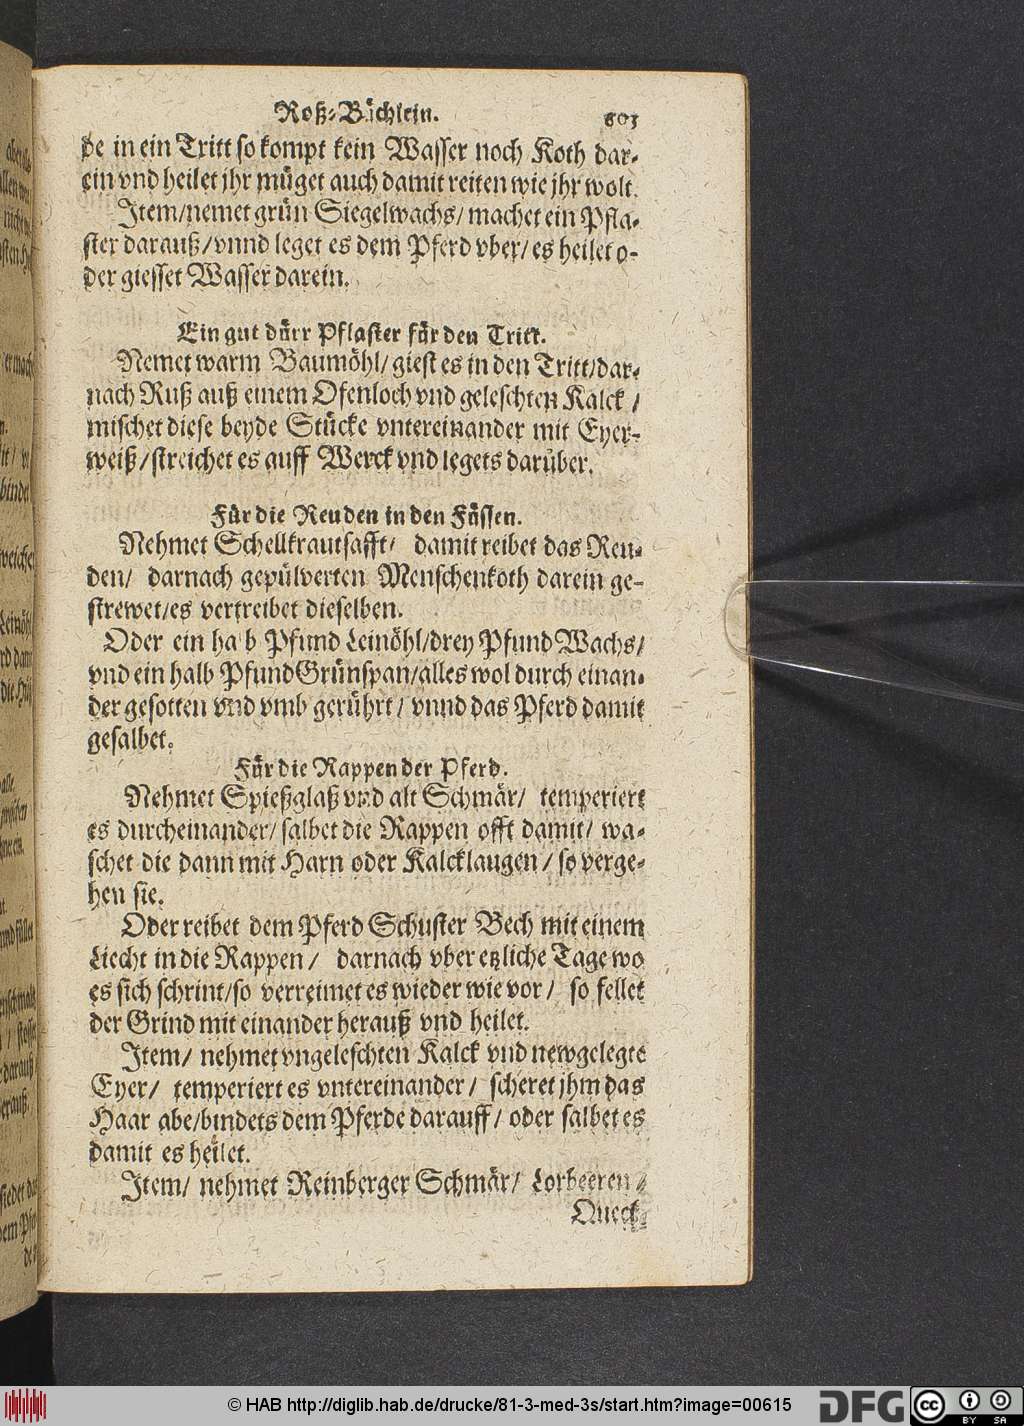 Roß-Büchlein. 603
de in ein Tritt so kompt kein Wasser noch Koth dar-
ein vnd heilet jhr müget auch damit reiten wie jhr wolt.
Item/nemet grün Siegelwachs/ machet ein Pfla-
ster darauß/vnnd leget es dem Pferd vber/ es heilet o-
der giesset Wasser darein.
Ein gut dürr Pflaster für den Tritt.
Nemet warm Baumöhl/ giest es in den Tritt/dar-
nach Ruß auß einem Ofenloch vnd geleschten Kalck /
mischet diese beyde Stücke vntereinander mit Eyer-
weiß/streichet es auff Werck vnd legets darüber.
Für die Reuden in den Füssen.
Nehmet Schellkrautsafft/ damit reibet das Reu-
den/ darnach gepülverten Menschenkoth darein ge-
strewet/es vertreibet dieselben.
Oder ein ha b Pfund Leinöhl/drey Pfund Wachs/
vnd ein halb Pfund Grünspan/alles wol durch einan-
der gesotten vnd vmb gerührt/ vnnd das Pferd damit
gesalbet.
Für die Rappen der Pferd.
Nehmet Spießglaß vnd alt Schmär/ temperiert
es durcheinander/ salbet die Rappen offt damit/ wa-
schet die dann mit Harn oder Kalcklaugen/ so verge-
hen sie.
Oder reibet dem Pferd Schuster Bech mit einem
Liecht in die Rappen/ darnach vber etzliche Tage wo
es sich schrint/so verreimet es wieder wie vor/ so fellet
der Grind mit einander herauß vnd heilet.
Item/ nehmet vngeleschten Kalck vnd newgelegte
Eyer/ temperiert es vntereinander/ scheret jhm das
Haar abe/bindets dem Pferde darauff/ oder salbet es
damit es heilet.
Item/ nehmet Reinberger Schmär/ Lorbeeren/
Queck-
© HAB http://diglib.hab.de/drucke/81-3-med-3s/start.htm?image=00615
DFG
cc
BY SA